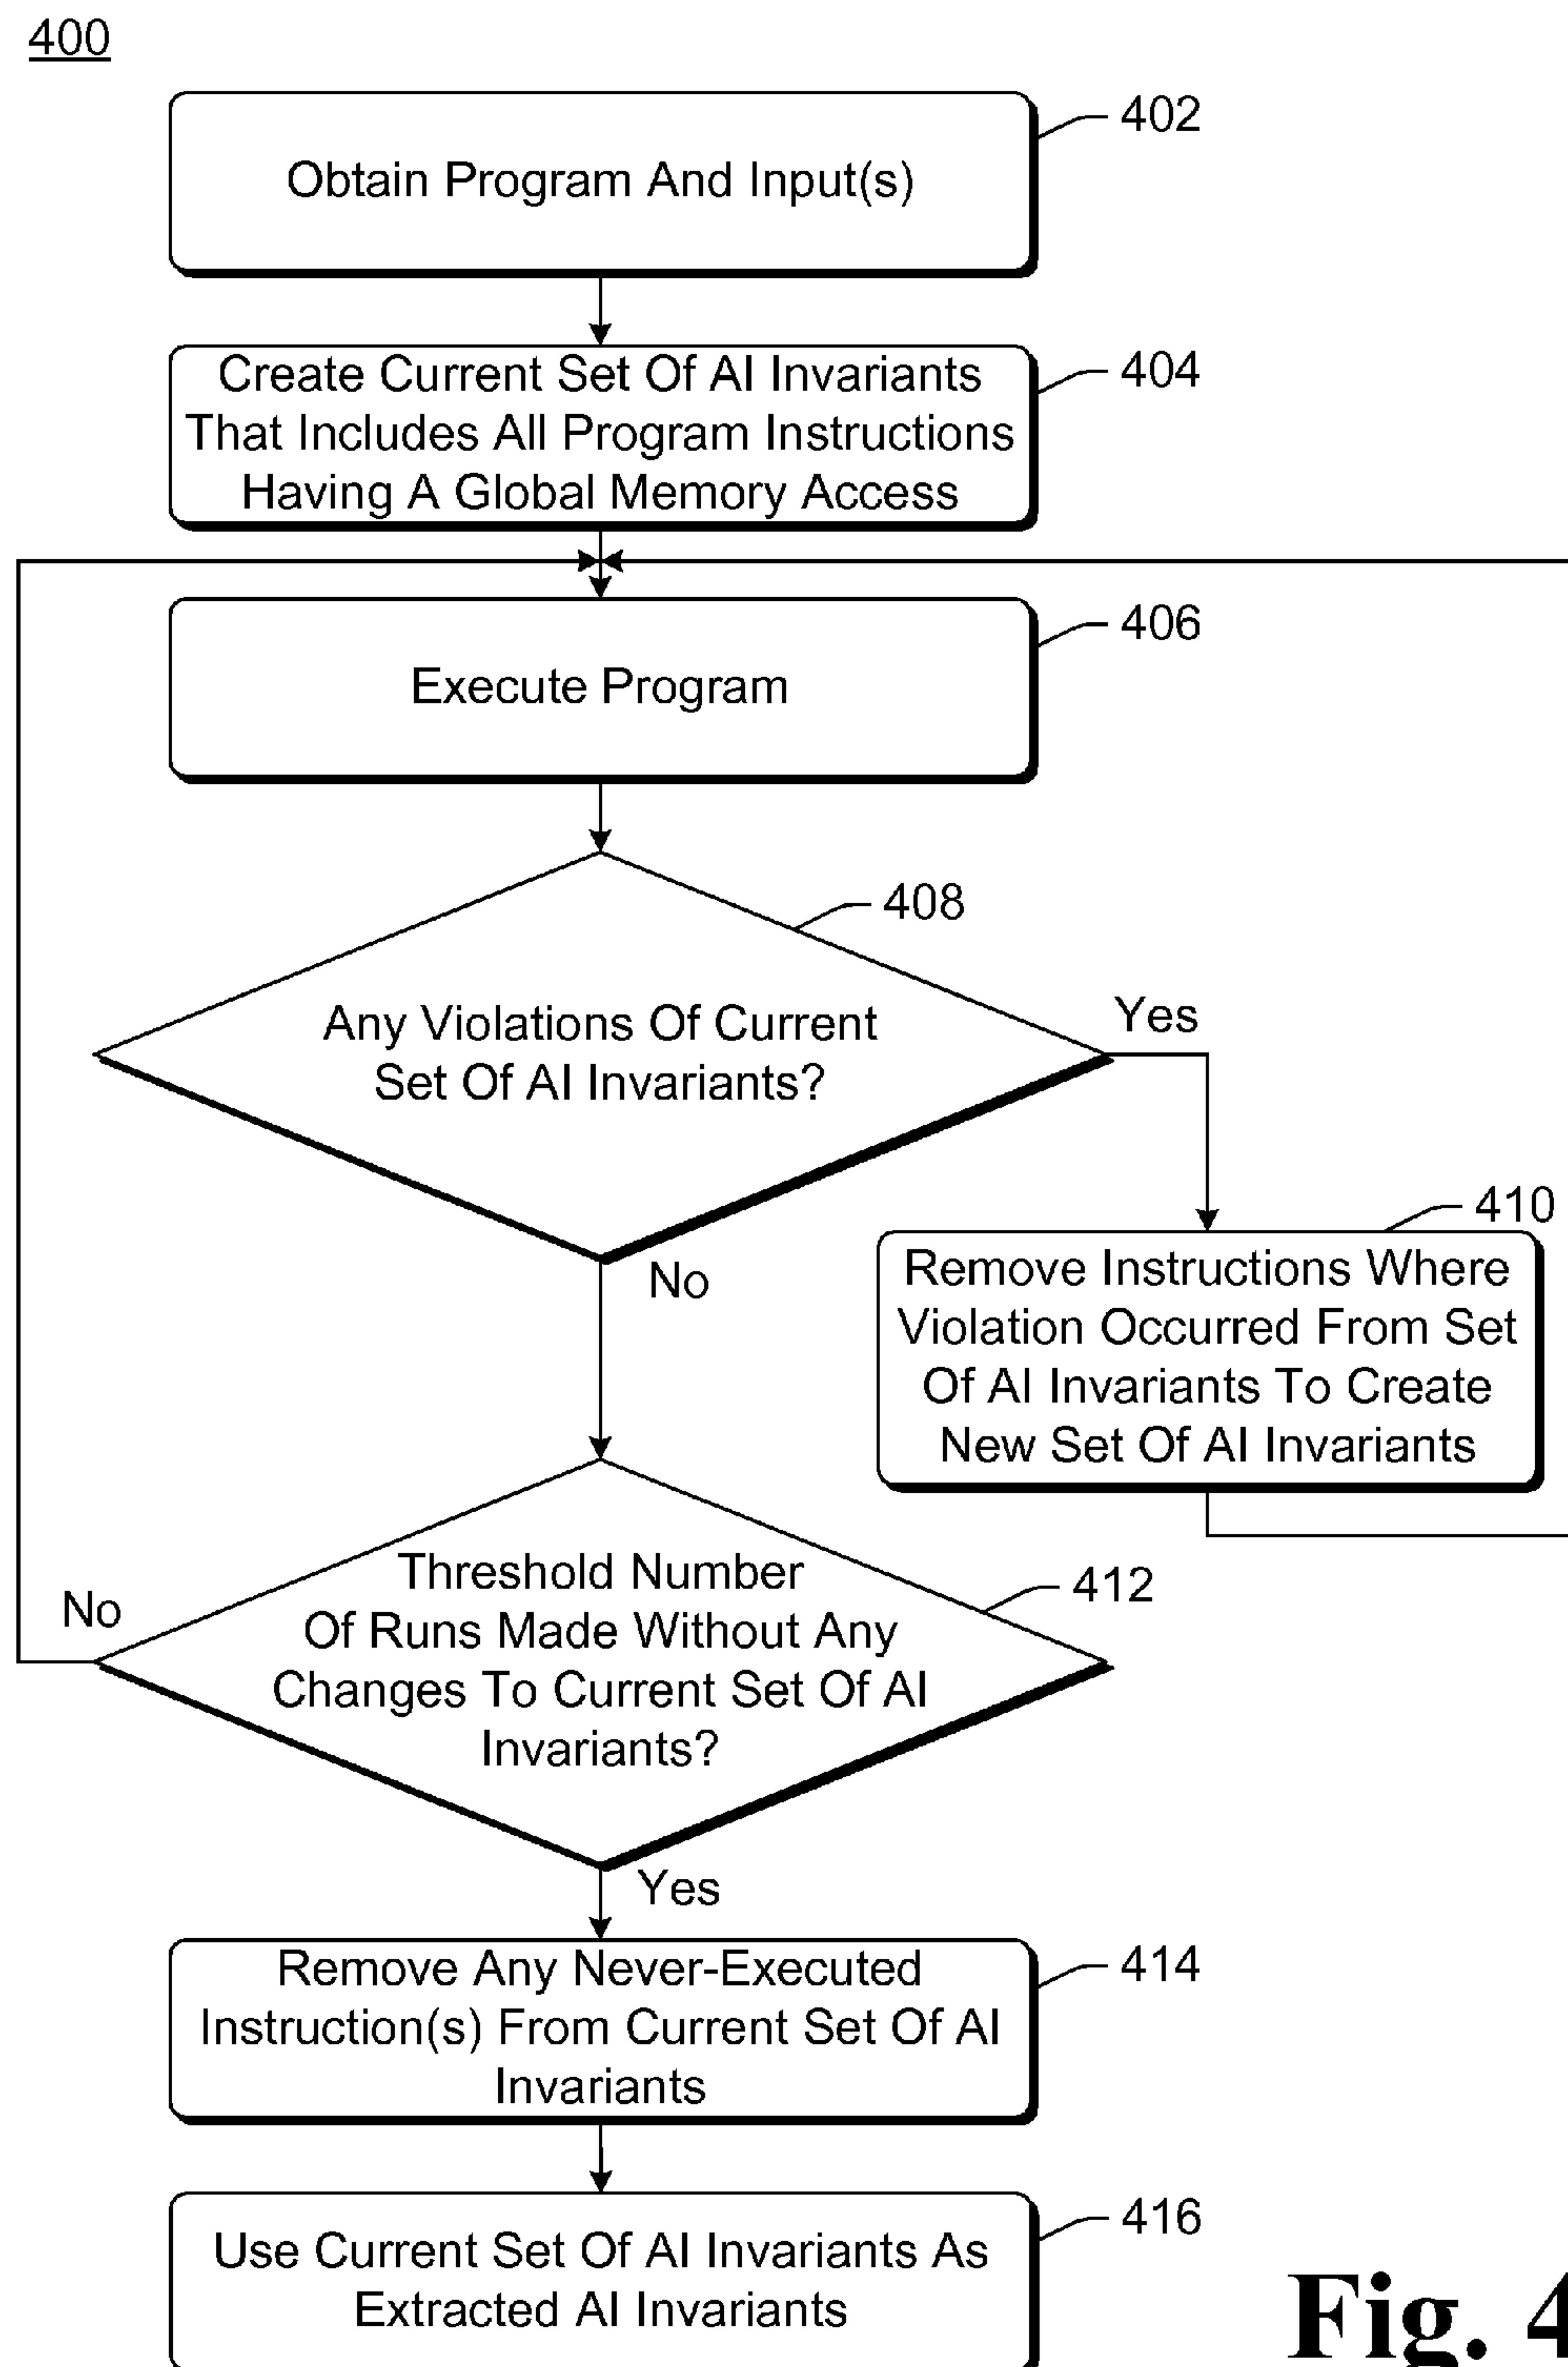 400
Obtain Program And Input(s)
402
Create Current Set Of AI Invariants
That Includes All Program Instructions
Having A Global Memory Access
404
Execute Program
406
408
Any Violations Of Current
Set Of AI Invariants?
Yes
No
410
Remove Instructions Where
Violation Occurred From Set
Of AI Invariants To Create
New Set Of AI Invariants
Threshold Number
Of Runs Made Without Any
Changes To Current Set Of AI
Invariants?
412
No
Yes
Remove Any Never-Executed
Instruction(s) From Current Set Of AI
Invariants
414
Use Current Set Of AI Invariants As
Extracted AI Invariants
416
Fig. 4